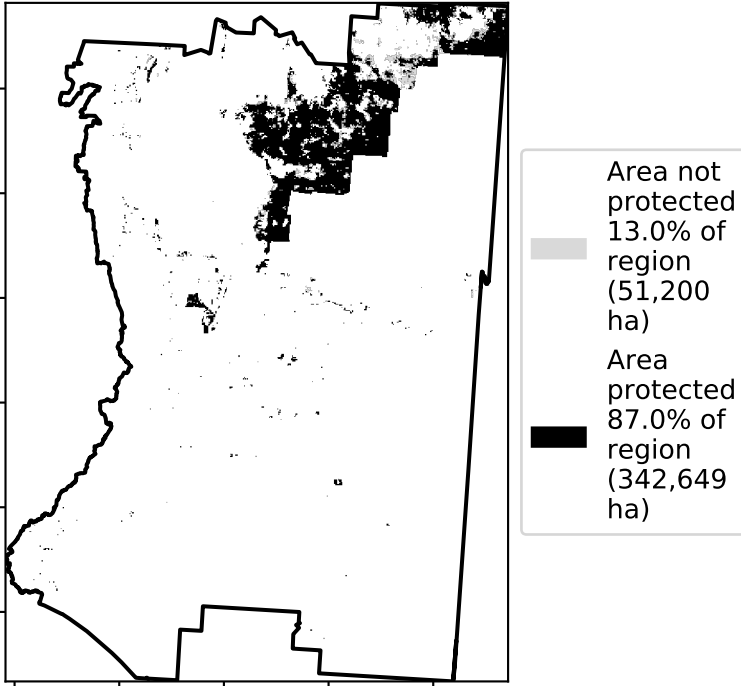 Area not
protected
13.0% of
region
(51,200
ha)
Area
protected
87.0% of
region
(342,649
ha)